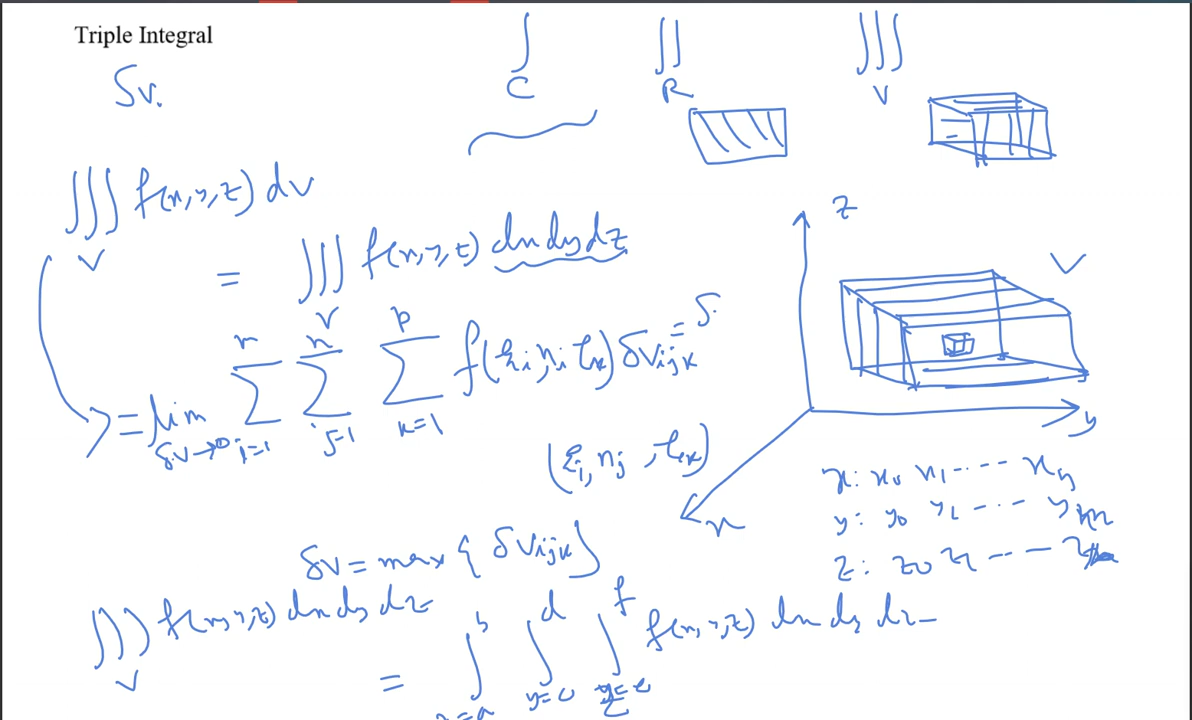 Triple Integral
∫ ∬ ∭
C R V
δv.
∭ f(x,y,z) dv
V
= ∭ f(x,y,z) dx dy dz
V
z
V
= lim δv→0 ∑ i=1 n ∑ j=1 n ∑ k=1 p f(ξi, ηj, ζk) δVijk = δ.
y
(ξi, ηj, ζk)
x
x: x0 x1 ---- xn
y: y0 y1 -·-- ym
z: z0 z1 ---
δv = max { δVijk }
∭ f(x,y,z) dx dy dz
V
= ∫ x=a b ∫ y=c d ∫ z=e f f(x,y,z) dx dy dz